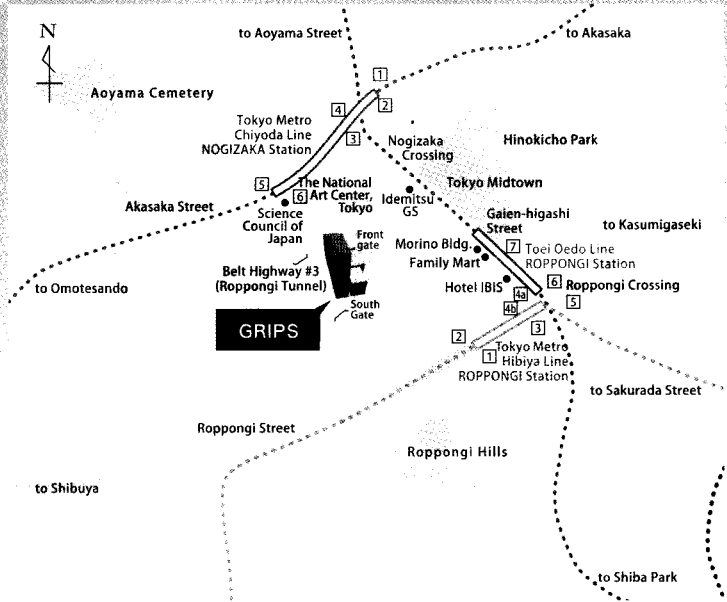 to Aoyama Street
to Akasaka
N
Aoyama Cemetery
1
2
4
3
Tokyo Metro
Chiyoda Line
NOGIZAKA Station
Nogizaka
Crossing
Hinokicho Park
Tokyo Midtown
5
6
The National
Art Center,
Tokyo
Idemitsu
GS
Akasaka Street
Science
Council of
Japan
Gaien-higashi
Street
to Kasumigaseki
Front
gate
Morino Bldg.
Family Mart
7
Toei Oedo Line
ROPPONGI Station
Belt Highway #3
(Roppongi Tunnel)
to Omotesando
Hotel IBIS
6
Roppongi Crossing
4a
4b
5
South
Gate
GRIPS
2
3
1
Tokyo Metro
Hibiya Line
ROPPONGI Station
to Sakurada Street
Roppongi Street
Roppongi Hills
to Shibuya
to Shiba Park